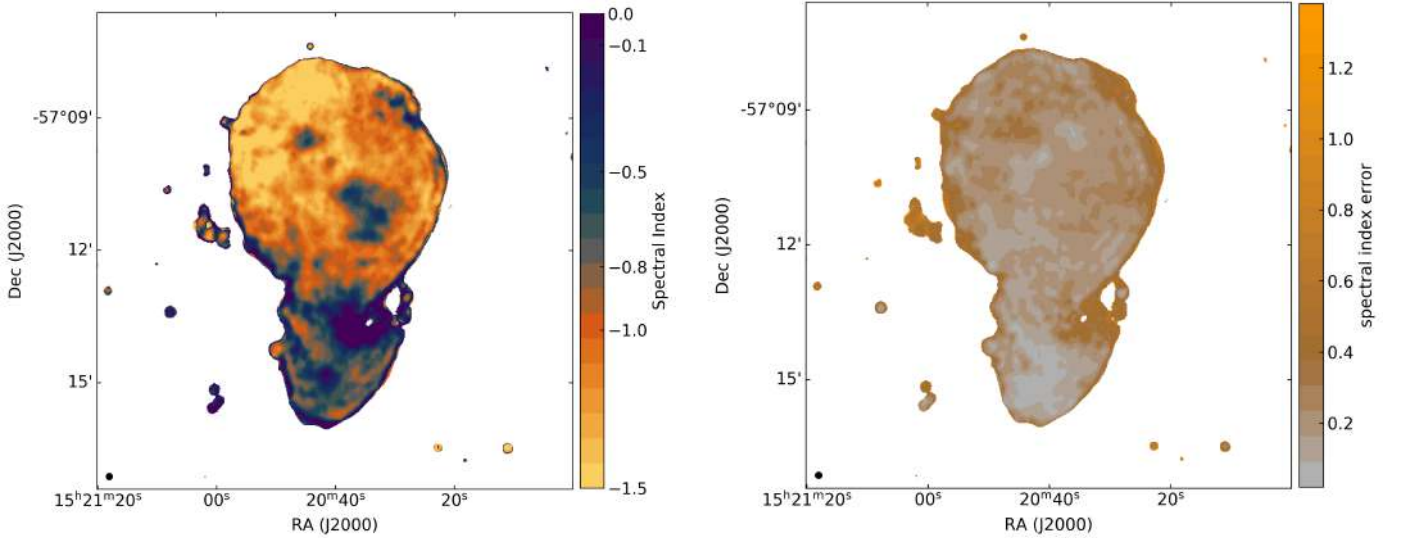 0.0
−0.1
−0.5
−0.8
−1.0
−1.5
Spectral Index
-57°09'
12'
15'
Dec (J2000)
15h21m20s
00s
20m40s
20s
RA (J2000)
1.2
1.0
0.8
0.6
0.4
0.2
spectral index error
-57°09'
12'
15'
Dec (J2000)
15h21m20s
00s
20m40s
20s
RA (J2000)